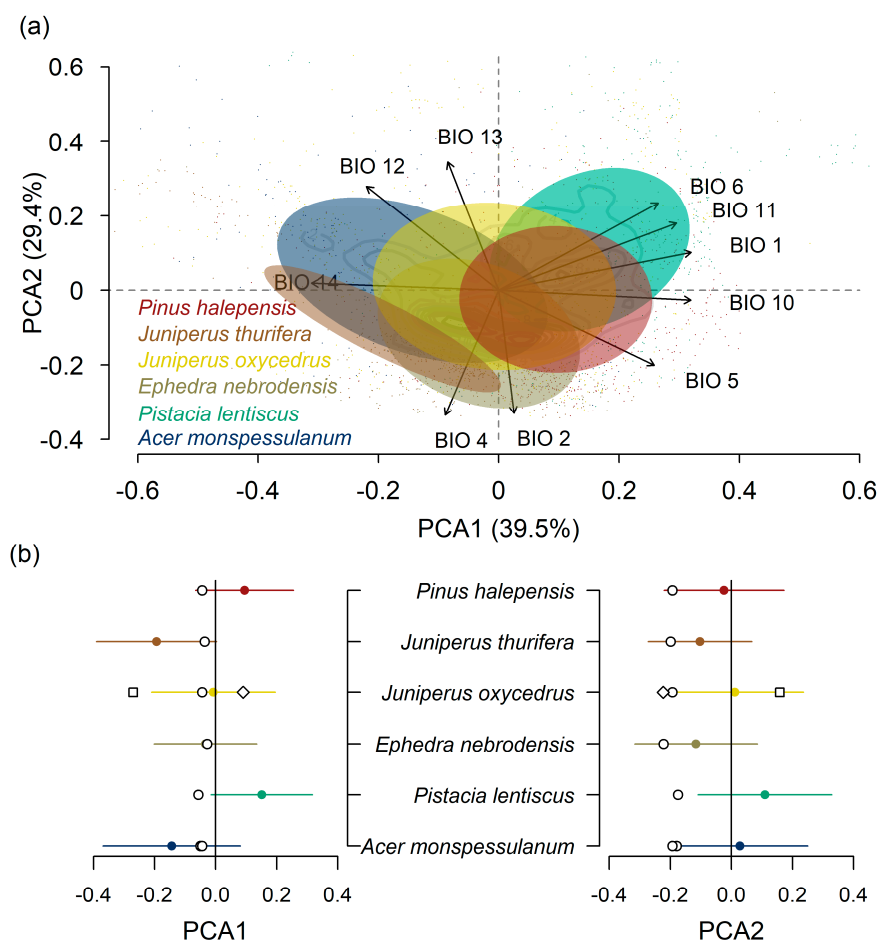 (a)
PCA2 (29.4%)
0.6
0.4
0.2
0
-0.2
-0.4
BIO 13
BIO 12
BIO 6
BIO 11
BIO 1
BIO 14
BIO 10
BIO 5
BIO 4
BIO 2
Pinus halepensis
Juniperus thurifera
Juniperus oxycedrus
Ephedra nebrodensis
Pistacia lentiscus
Acer monspessulanum
-0.6 -0.4 -0.2 0 0.2 0.4 0.6
PCA1 (39.5%)
(b)
Pinus halepensis
Juniperus thurifera
Juniperus oxycedrus
Ephedra nebrodensis
Pistacia lentiscus
Acer monspessulanum
-0.4 -0.2 0.0 0.2 0.4 -0.4 -0.2 0.0 0.2 0.4
PCA1 PCA2